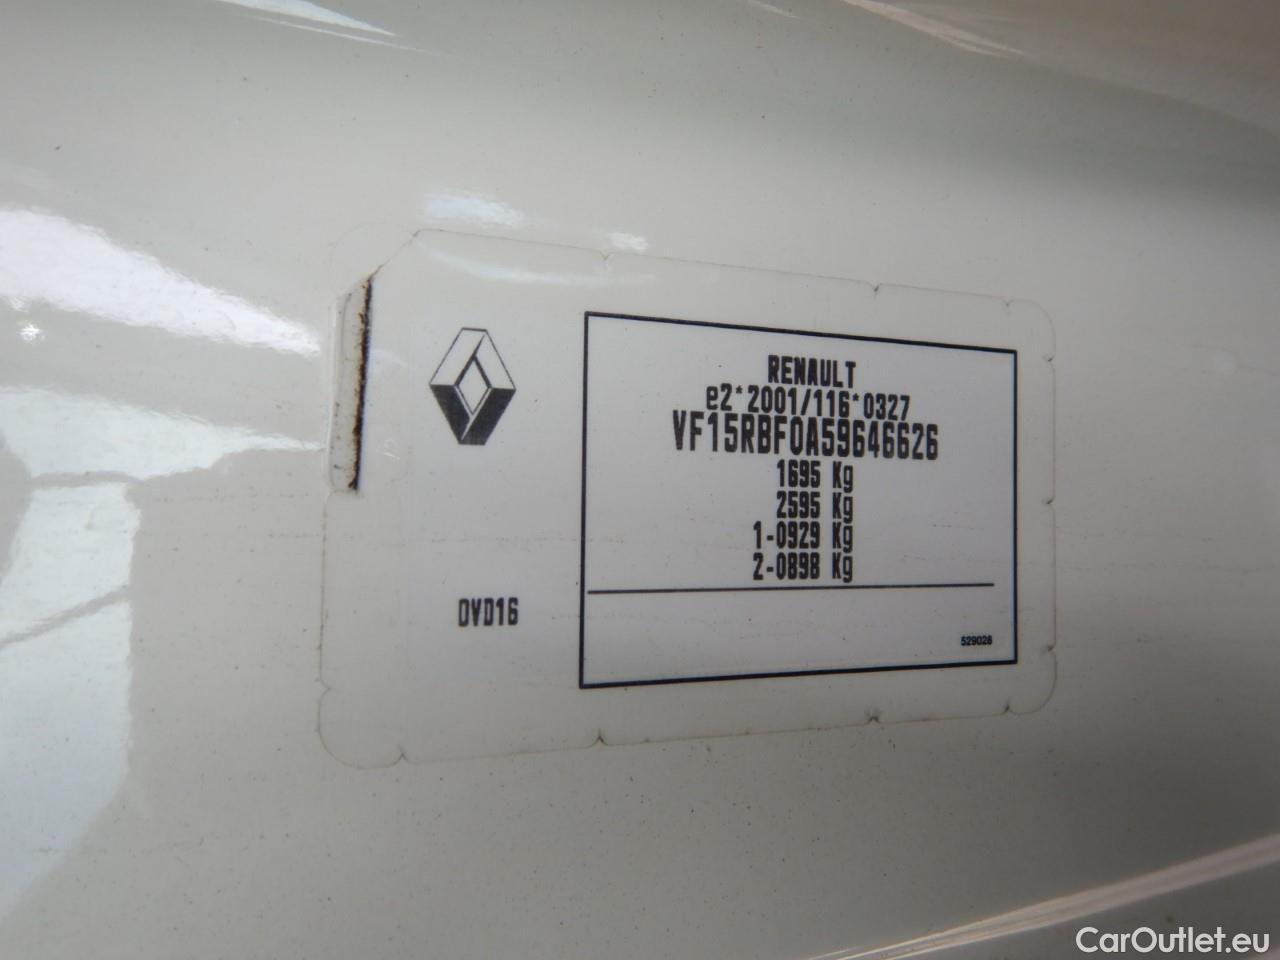 RENAULT
e2*2001/116*0327
VF15RBF0A59646626
1695 Kg
2595 Kg
1-0929 Kg
2-0898 Kg
DVD16
529028
CarOutlet.eu